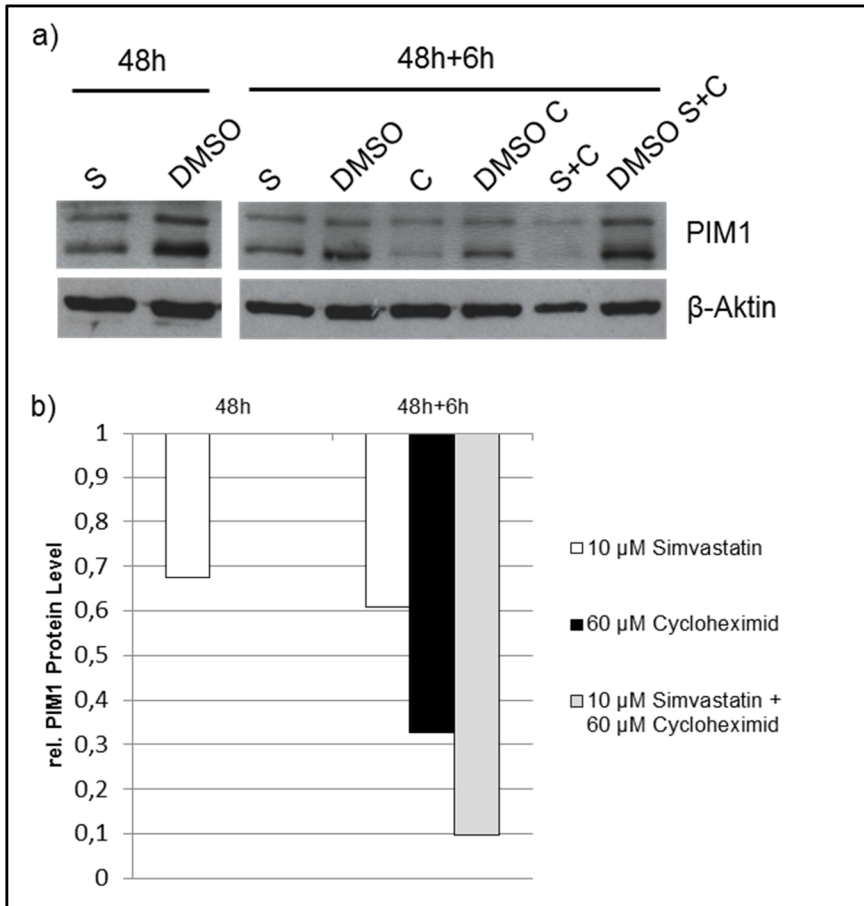 a)
48h
48h+6h
S
DMSO
S
DMSO
C
DMSO C
S+C
DMSO S+C
PIM1
β-Aktin
b)
48h
48h+6h
1
0,9
0,8
0,7
0,6
0,5
0,4
0,3
0,2
0,1
0
rel. PIM1 Protein Level
10 µM Simvastatin
60 µM Cycloheximid
10 µM Simvastatin +
60 µM Cycloheximid